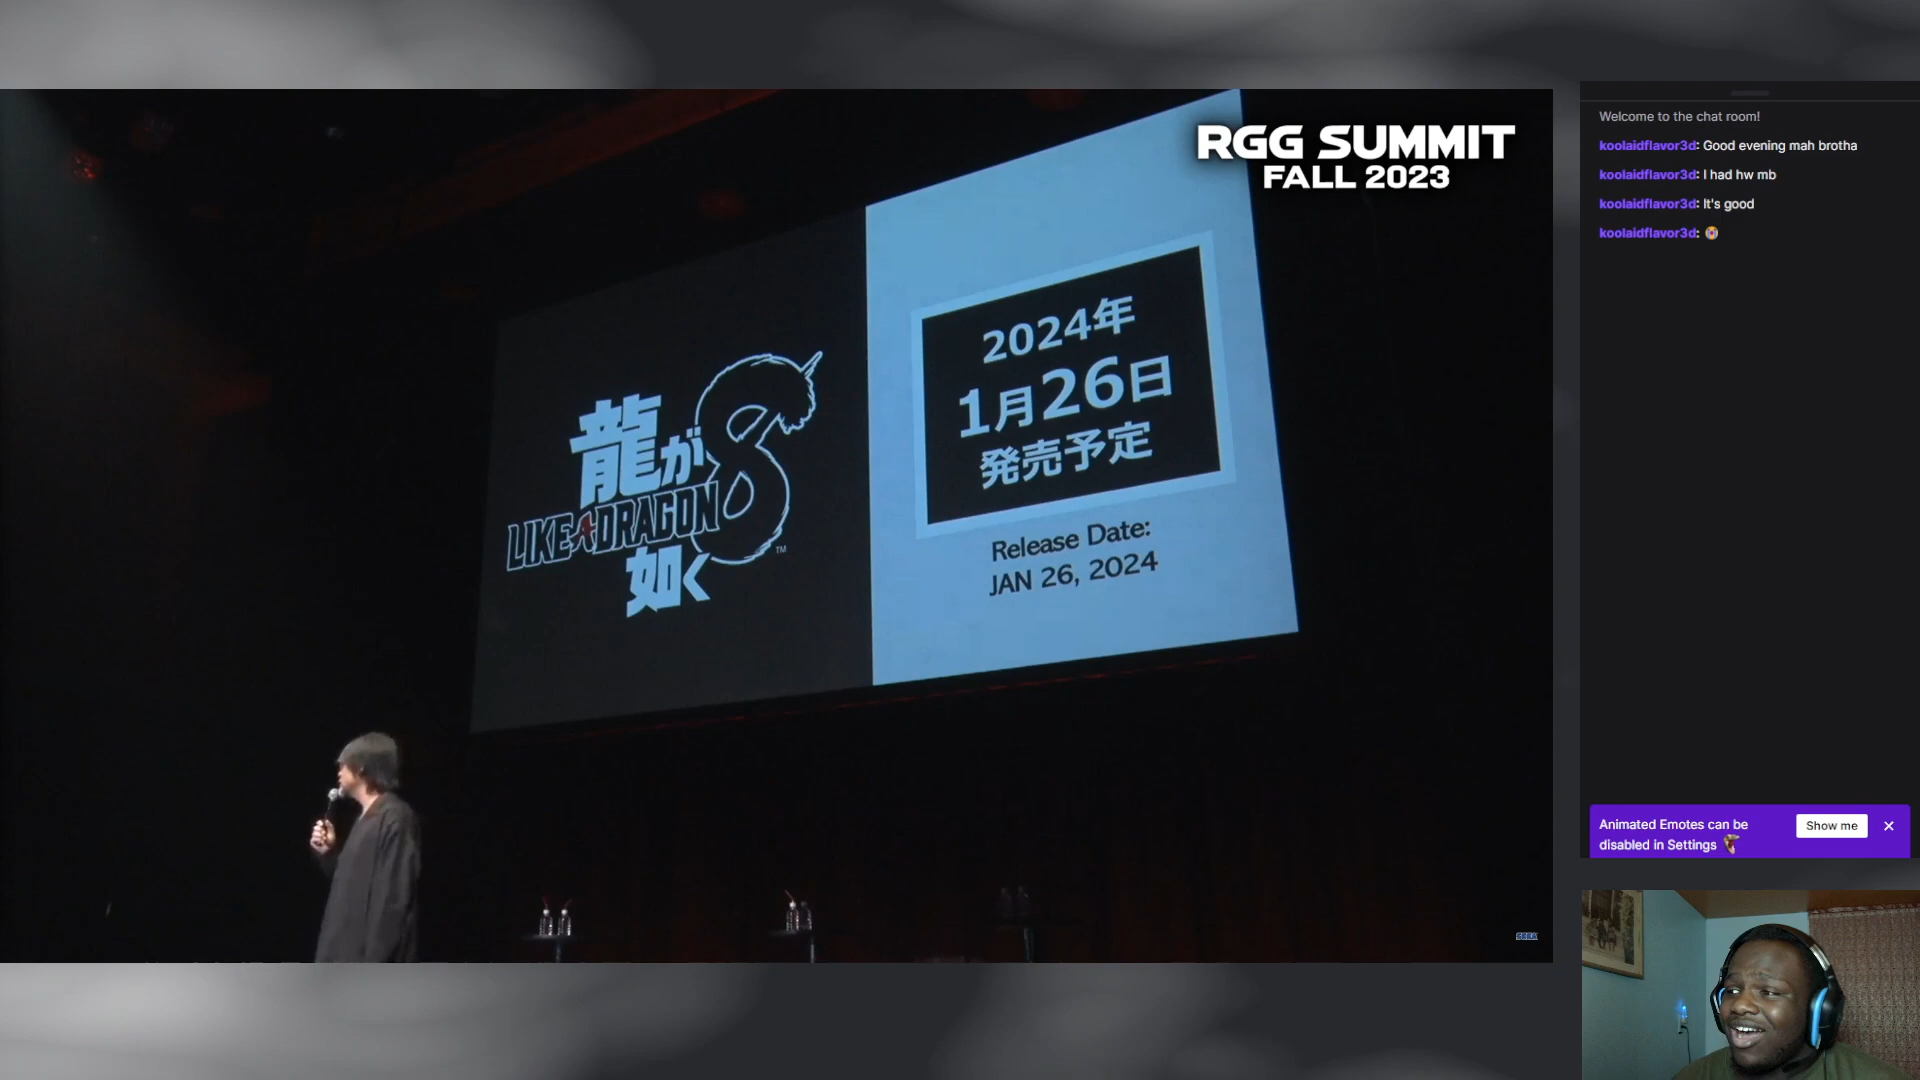 RGG SUMMIT
FALL 2023
龍が8
LIKE A DRAGON
如く
TM
2024年
1月26日
発売予定
Release Date:
JAN 26, 2024
SEGA
Welcome to the chat room!
koolaidflavor3d: Good evening mah brotha
koolaidflavor3d: I had hw mb
koolaidflavor3d: It's good
koolaidflavor3d:
Animated Emotes can be
disabled in Settings
Show me